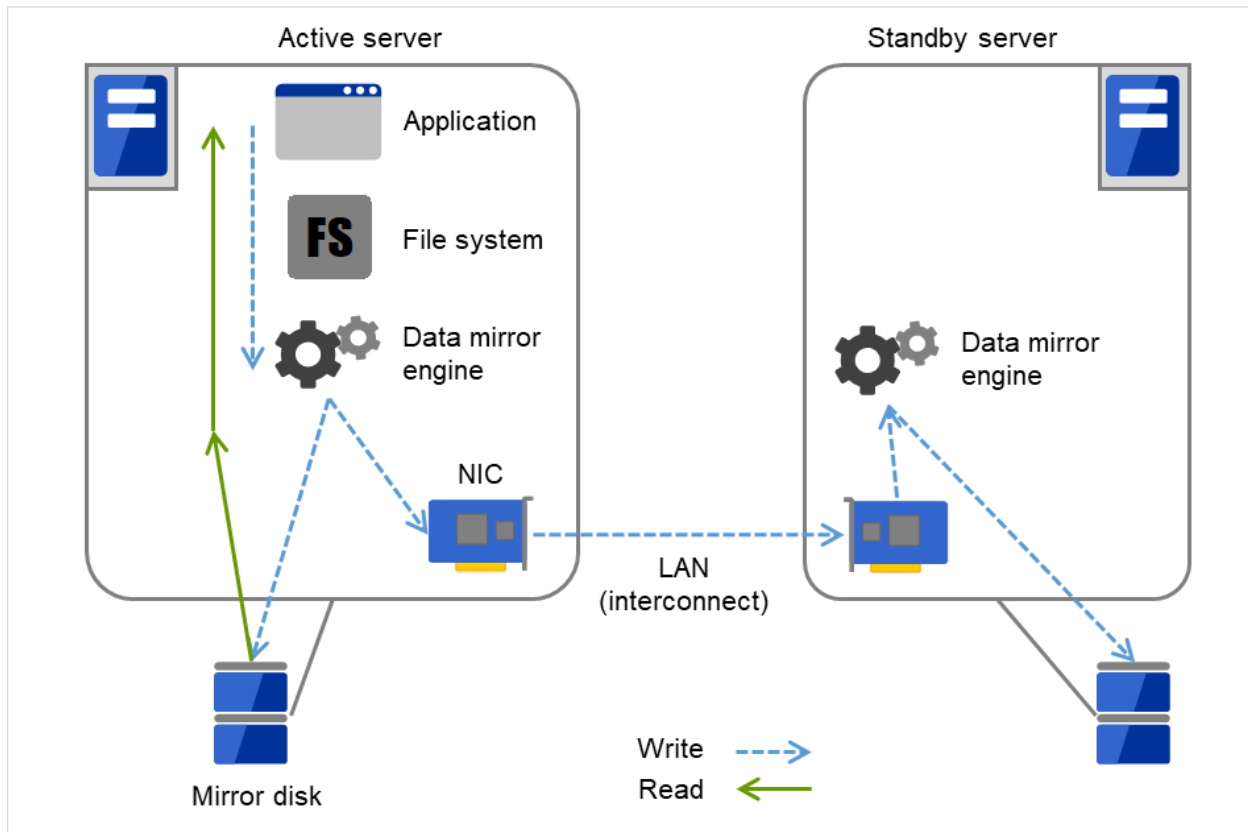 Active server
Standby server
Application
FS
File system
Data mirror
engine
Data mirror
engine
NIC
LAN
(interconnect)
Write
Read
Mirror disk